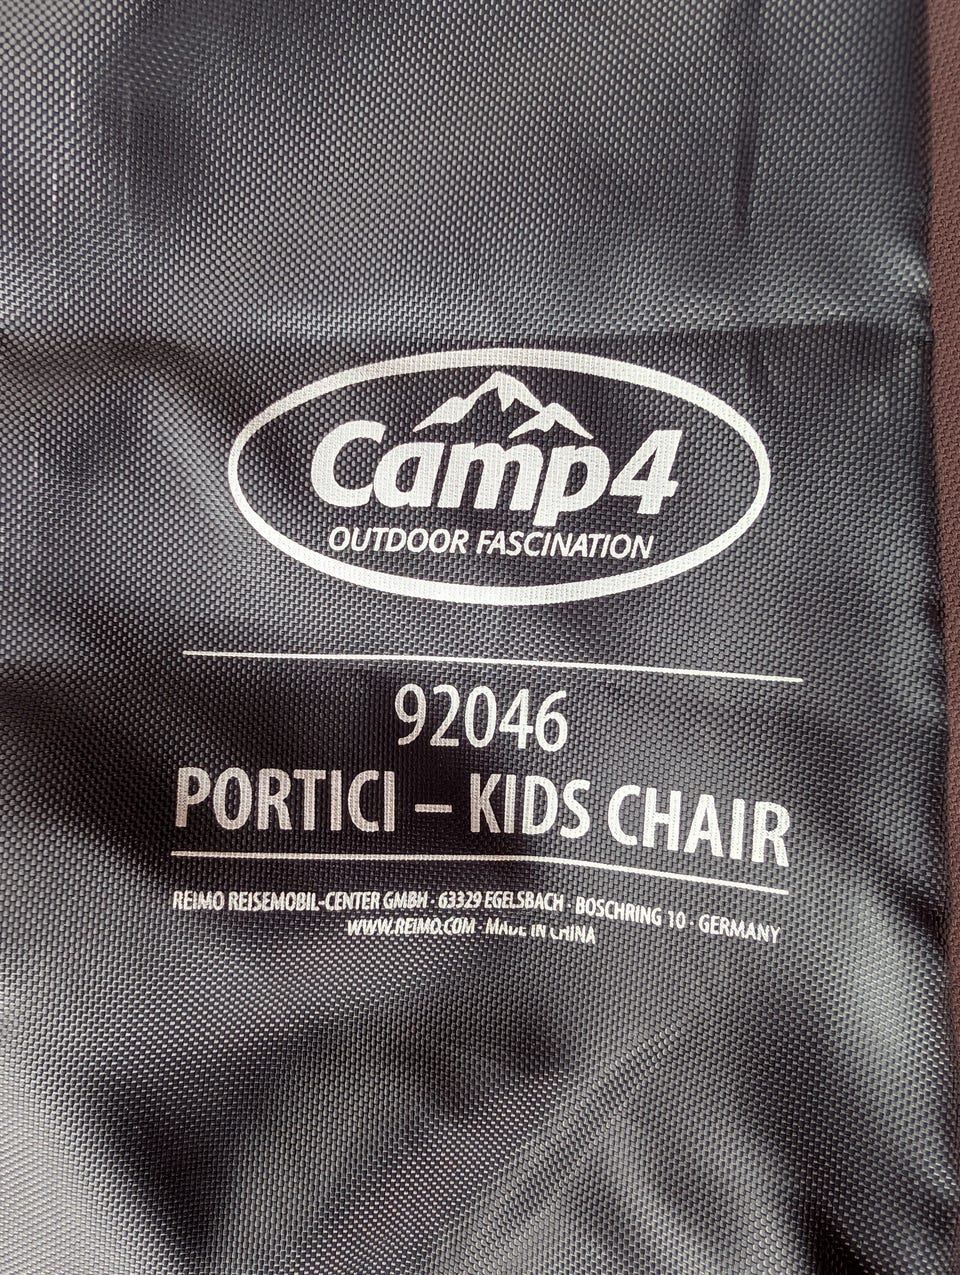 Camp4
OUTDOOR FASCINATION
92046
PORTICI – KIDS CHAIR
REIMO REISEMOBIL-CENTER GMBH · 63329 EGELSBACH · BOSCHRING 10 · GERMANY
WWW.REIMO.COM · MADE IN CHINA